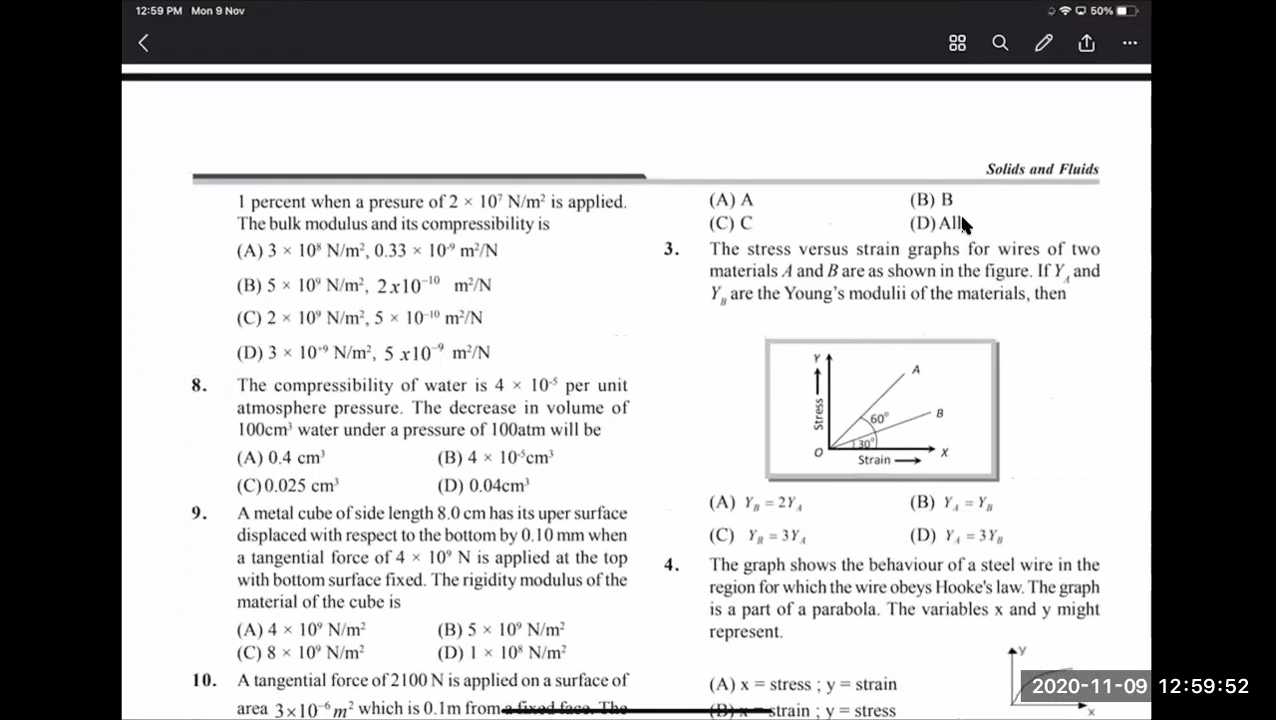 12:59 PM Mon 9 Nov
50%
Solids and Fluids
1 percent when a presure of 2 × 10⁷ N/m² is applied.
The bulk modulus and its compressibility is
(A) 3 × 10⁸ N/m², 0.33 × 10⁻⁹ m²/N
(B) 5 × 10⁹ N/m², 2x10⁻¹⁰ m²/N
(C) 2 × 10⁹ N/m², 5 × 10⁻¹⁰ m²/N
(D) 3 × 10⁻⁹ N/m², 5 x10⁻⁹ m²/N
8. The compressibility of water is 4 × 10⁻⁵ per unit
atmosphere pressure. The decrease in volume of
100cm³ water under a pressure of 100atm will be
(A) 0.4 cm³ (B) 4 × 10⁻⁵cm³
(C) 0.025 cm³ (D) 0.04cm³
9. A metal cube of side length 8.0 cm has its uper surface
displaced with respect to the bottom by 0.10 mm when
a tangential force of 4 × 10⁹ N is applied at the top
with bottom surface fixed. The rigidity modulus of the
material of the cube is
(A) 4 × 10⁹ N/m² (B) 5 × 10⁹ N/m²
(C) 8 × 10⁹ N/m² (D) 1 × 10⁸ N/m²
10. A tangential force of 2100 N is applied on a surface of
area 3×10⁻⁶ m² which is 0.1m from a fixed face. The
(A) A (B) B
(C) C (D) All
3. The stress versus strain graphs for wires of two
materials A and B are as shown in the figure. If Y_A and
Y_B are the Young's modulii of the materials, then
Y
Stress
A
60°
B
30°
O
Strain
X
(A) Y_B = 2Y_A (B) Y_A = Y_B
(C) Y_B = 3Y_A (D) Y_A = 3Y_B
4. The graph shows the behaviour of a steel wire in the
region for which the wire obeys Hooke's law. The graph
is a part of a parabola. The variables x and y might
represent.
y
x
(A) x = stress ; y = strain
(B) x = strain ; y = stress
2020-11-09 12:59:52